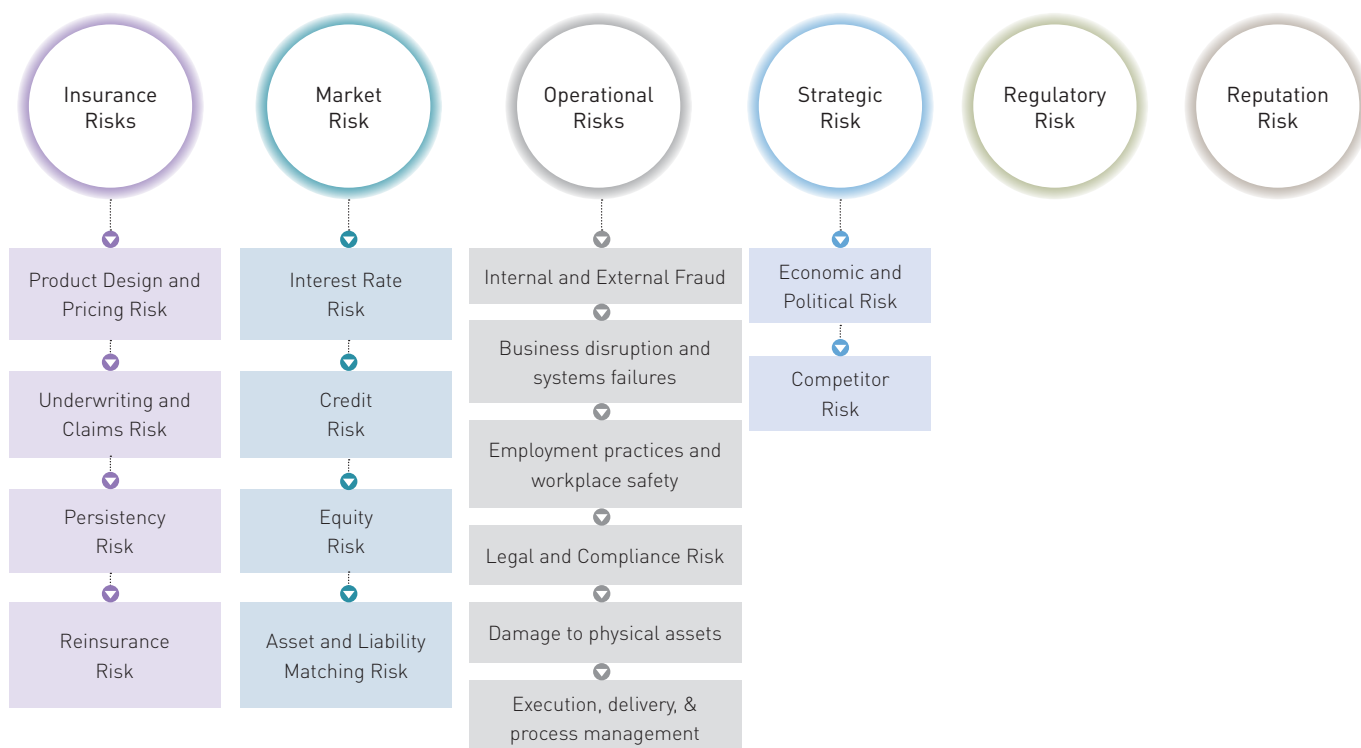 Insurance
Risks
Market
Risk
Operational
Risks
Strategic
Risk
Regulatory
Risk
Reputation
Risk
Product Design and
Pricing Risk
Underwriting and
Claims Risk
Persistency
Risk
Reinsurance
Risk
Interest Rate
Risk
Credit
Risk
Equity
Risk
Asset and Liability
Matching Risk
Internal and External Fraud
Business disruption and
systems failures
Employment practices and
workplace safety
Legal and Compliance Risk
Damage to physical assets
Execution, delivery, &
process management
Economic and
Political Risk
Competitor
Risk